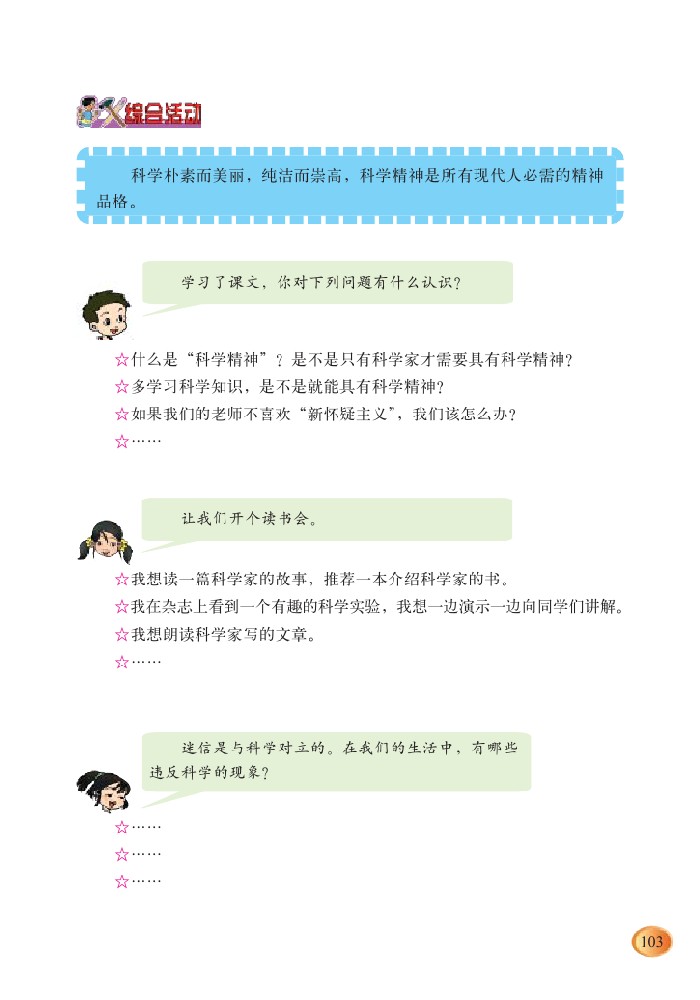 综合活动
科学朴素而美丽，纯洁而崇高，科学精神是所有现代人必需的精神
品格。
学习了课文，你对下列问题有什么认识？
☆什么是“科学精神”？是不是只有科学家才需要具有科学精神？
☆多学习科学知识，是不是就能具有科学精神？
☆如果我们的老师不喜欢“新怀疑主义”，我们该怎么办？
☆……
让我们开个读书会。
☆我想读一篇科学家的故事，推荐一本介绍科学家的书。
☆我在杂志上看到一个有趣的科学实验，我想一边演示一边向同学们讲解。
☆我想朗读科学家写的文章。
☆……
迷信是与科学对立的。在我们的生活中，有哪些
违反科学的现象？
☆……
☆……
☆……
103